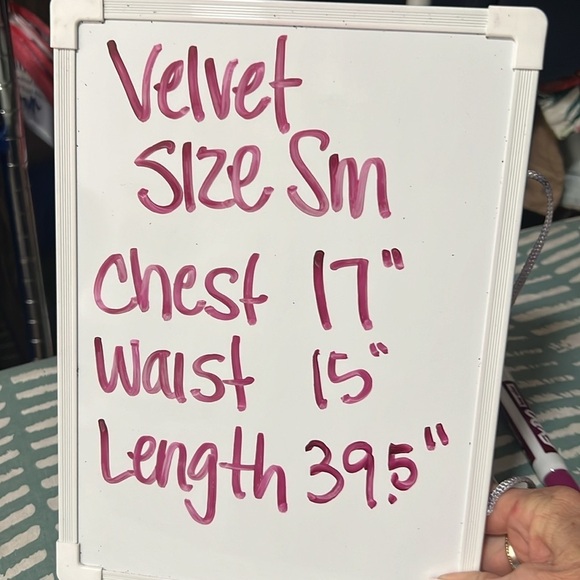 Velvet
Size Sm
Chest 17"
Waist 15"
Length 39.5"